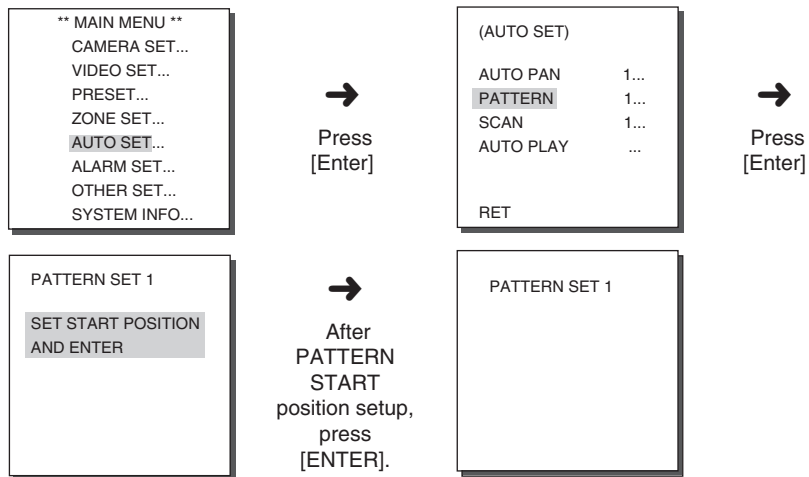 ** MAIN MENU **
CAMERA SET...
VIDEO SET...
PRESET...
ZONE SET...
AUTO SET...
ALARM SET...
OTHER SET...
SYSTEM INFO...
Press
[Enter]
(AUTO SET)
AUTO PAN 1...
PATTERN 1...
SCAN 1...
AUTO PLAY ...
RET
Press
[Enter]
PATTERN SET 1
SET START POSITION
AND ENTER
After
PATTERN
START
position setup,
press
[ENTER].
PATTERN SET 1